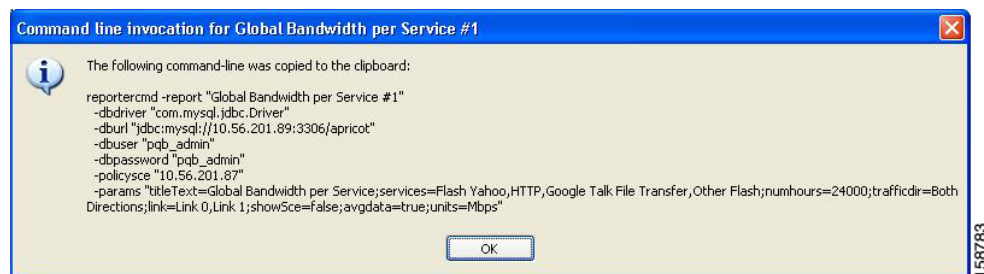 Command line invocation for Global Bandwidth per Service #1
The following command-line was copied to the clipboard:
reportercmd -report "Global Bandwidth per Service #1"
-dbdriver "com.mysql.jdbc.Driver"
-dburl "jdbc:mysql://10.56.201.89:3306/apricot"
-dbuser "pqb_admin"
-dbpassword "pqb_admin"
-policysce "10.56.201.87"
-params "titleText=Global Bandwidth per Service;services=Flash Yahoo,HTTP,Google Talk File Transfer,Other Flash;numhours=24000;trafficdir=Both
Directions;link=Link 0,Link 1;showSce=false;avgdata=true;units=Mbps"
OK
158783